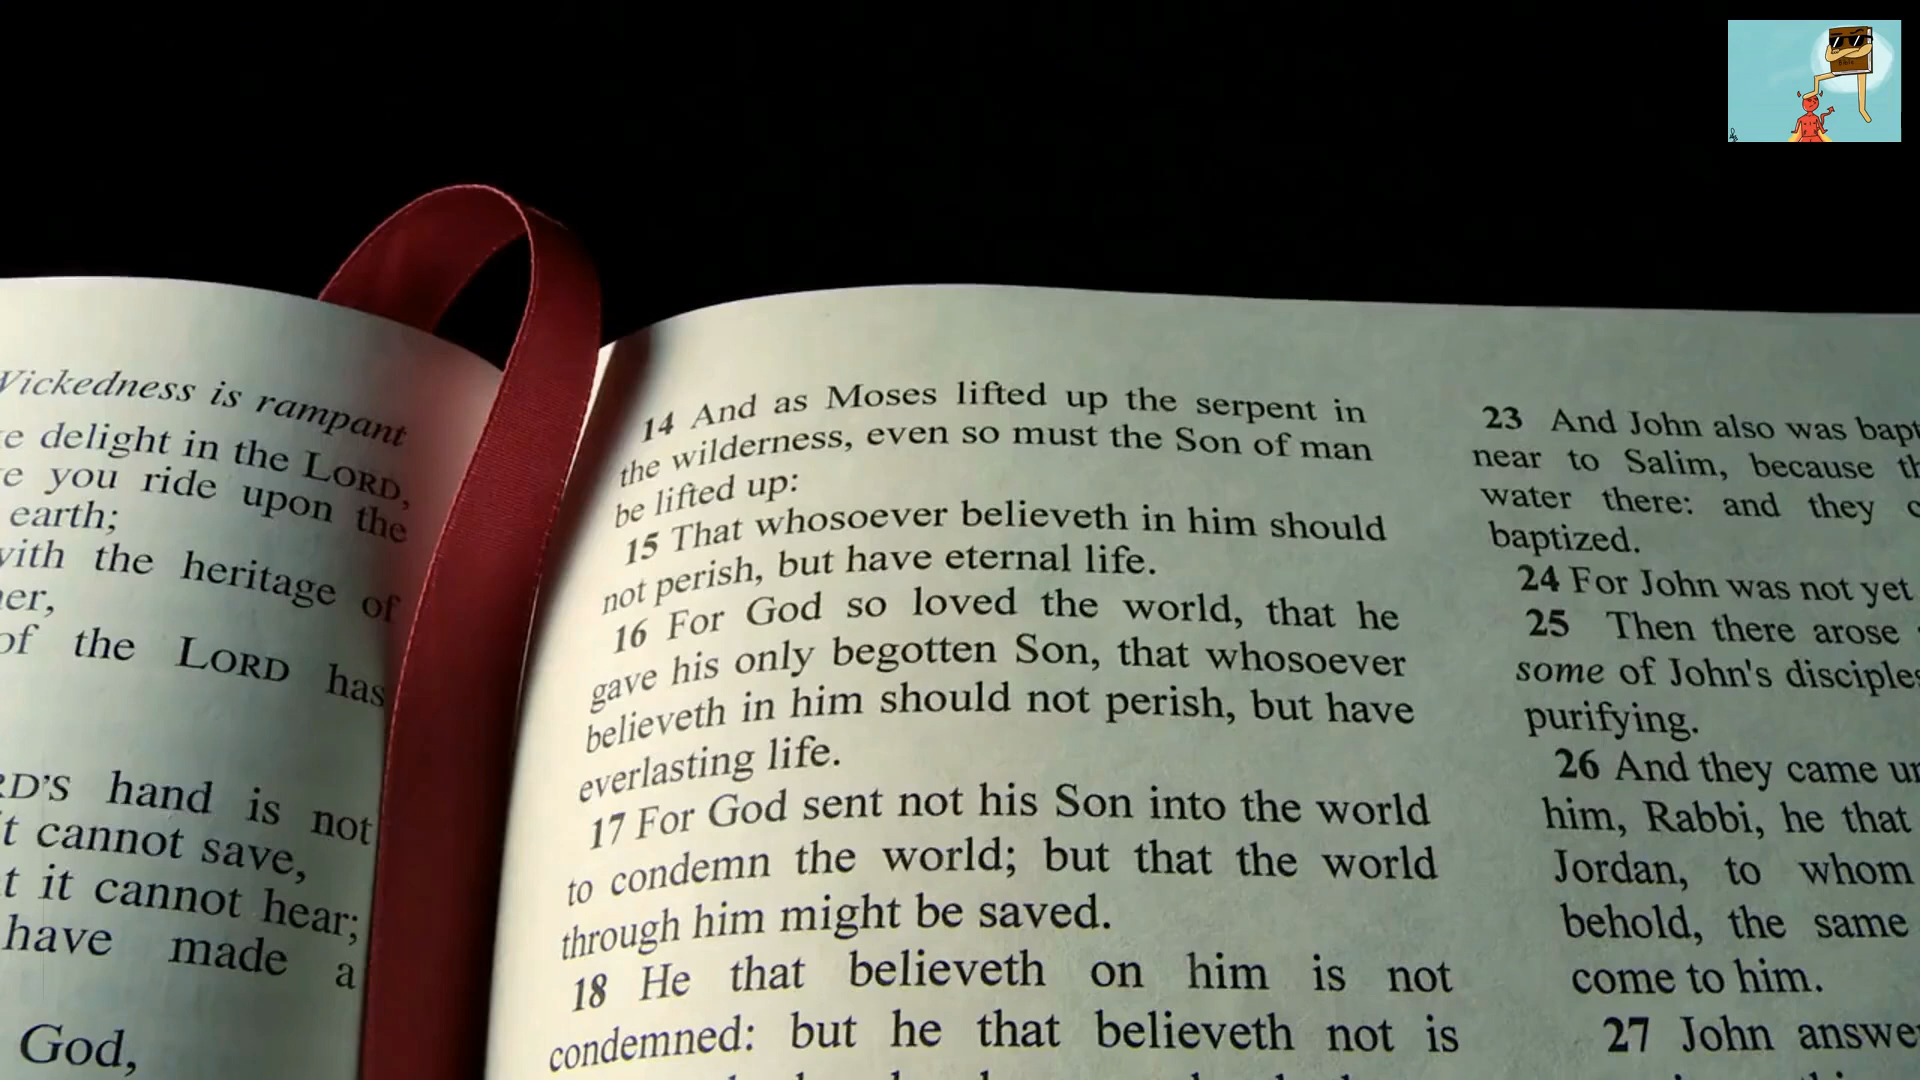 Wickedness is rampant
delight in the LORD,
you ride upon the
earth;
with the heritage of
of the LORD has
hand is not
cannot save,
it cannot hear;
have made a
God,
14 And as Moses lifted up the serpent in
the wilderness, even so must the Son of man
be lifted up:
15 That whosoever believeth in him should
not perish, but have eternal life.
16 For God so loved the world, that he
gave his only begotten Son, that whosoever
believeth in him should not perish, but have
everlasting life.
17 For God sent not his Son into the world
to condemn the world; but that the world
through him might be saved.
18 He that believeth on him is not
condemned: but he that believeth not is
23 And John also was bapt
near to Salim, because th
water there: and they
baptized.
24 For John was not yet
25 Then there arose
some of John's disciples
purifying.
26 And they came un
him, Rabbi, he that
Jordan, to whom
behold, the same
come to him.
27 John answe
Bible